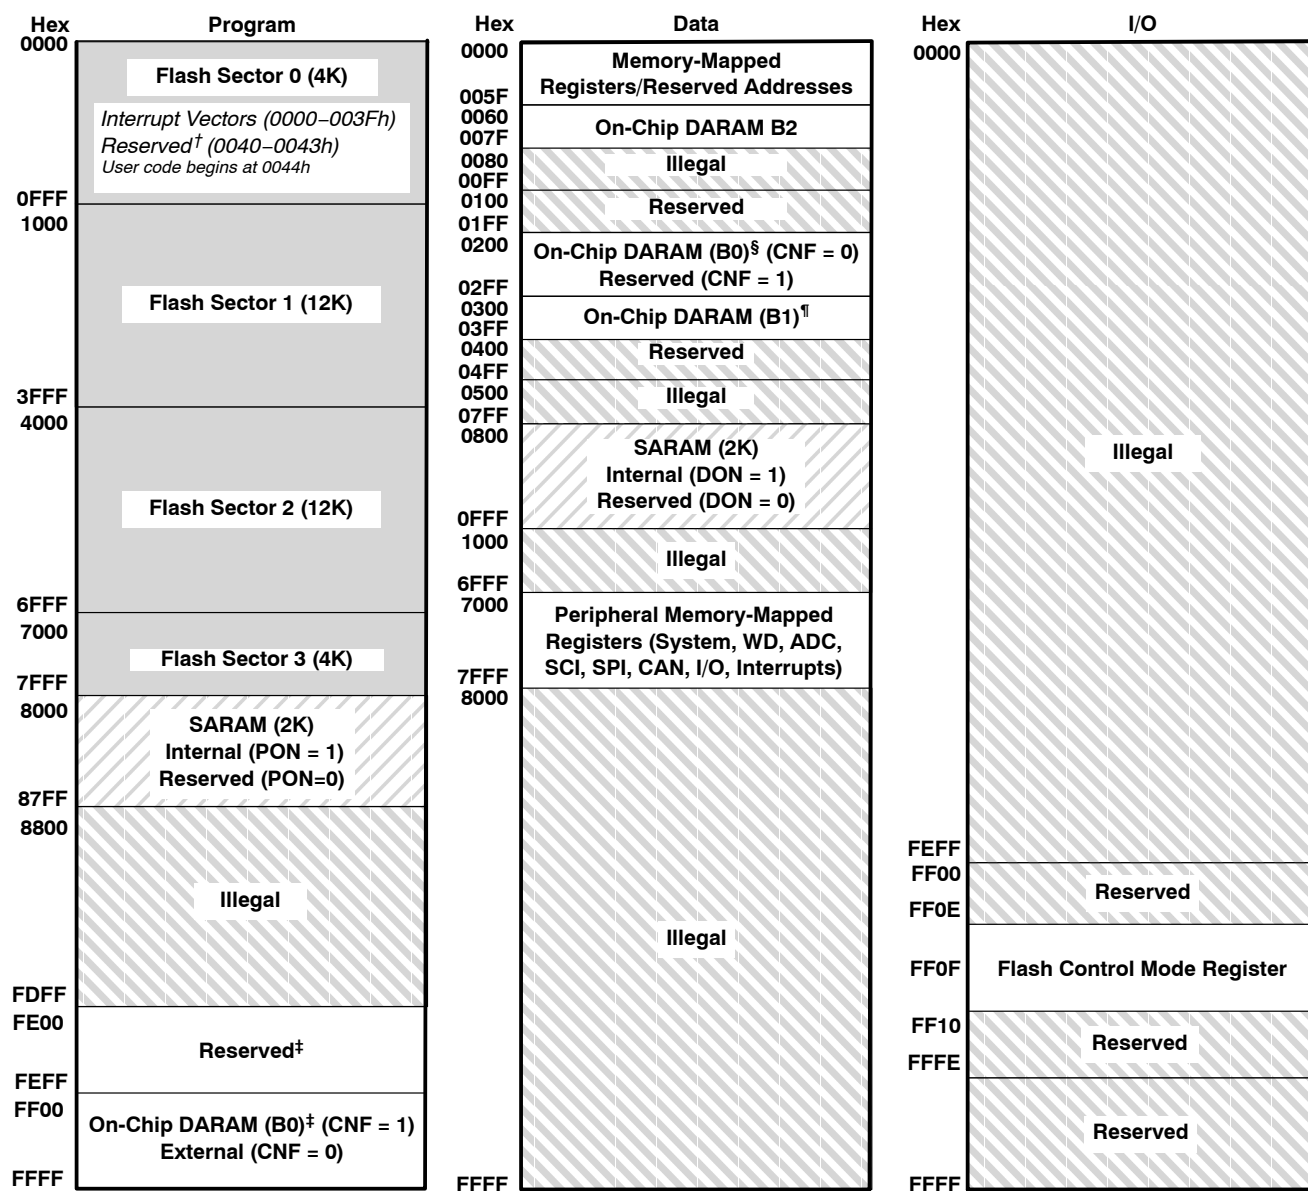 Hex
Program
0000
Flash Sector 0 (4K)
Interrupt Vectors (0000−003Fh)
Reserved† (0040−0043h)
User code begins at 0044h
0FFF
1000
Flash Sector 1 (12K)
3FFF
4000
Flash Sector 2 (12K)
6FFF
7000
Flash Sector 3 (4K)
7FFF
8000
SARAM (2K)
Internal (PON = 1)
Reserved (PON=0)
87FF
8800
Illegal
FDFF
FE00
Reserved‡
FEFF
FF00
On-Chip DARAM (B0)‡ (CNF = 1)
External (CNF = 0)
FFFF
Hex
Data
0000
Memory-Mapped
Registers/Reserved Addresses
005F
0060
On-Chip DARAM B2
007F
0080
Illegal
00FF
0100
Reserved
01FF
0200
On-Chip DARAM (B0)§ (CNF = 0)
Reserved (CNF = 1)
02FF
0300
On-Chip DARAM (B1)¶
03FF
0400
Reserved
04FF
0500
Illegal
07FF
0800
SARAM (2K)
Internal (DON = 1)
Reserved (DON = 0)
0FFF
1000
Illegal
6FFF
7000
Peripheral Memory-Mapped
Registers (System, WD, ADC,
SCI, SPI, CAN, I/O, Interrupts)
7FFF
8000
Illegal
FFFF
Hex
I/O
0000
Illegal
FEFF
FF00
Reserved
FF0E
FF0F
Flash Control Mode Register
FF10
Reserved
FFFE
Reserved
FFFF